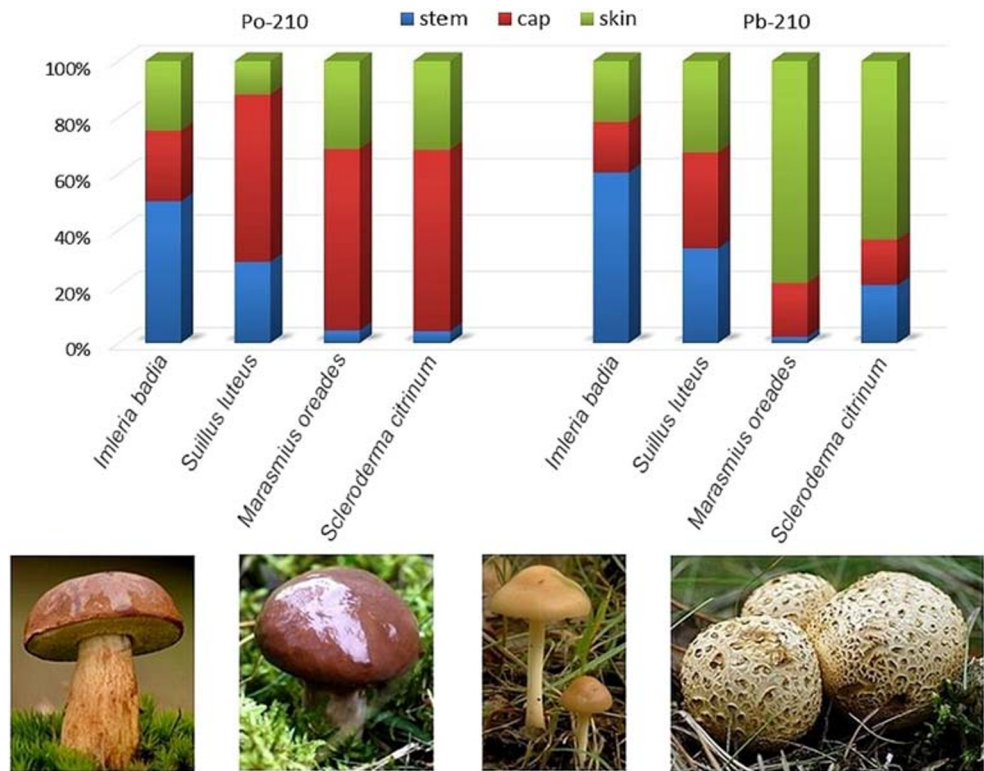 Po-210
stem cap skin
Pb-210
100%
80%
60%
40%
20%
0%
Imleria badia
Suillus luteus
Marasmius oreades
Scleroderma citrinum
Imleria badia
Suillus luteus
Marasmius oreades
Scleroderma citrinum